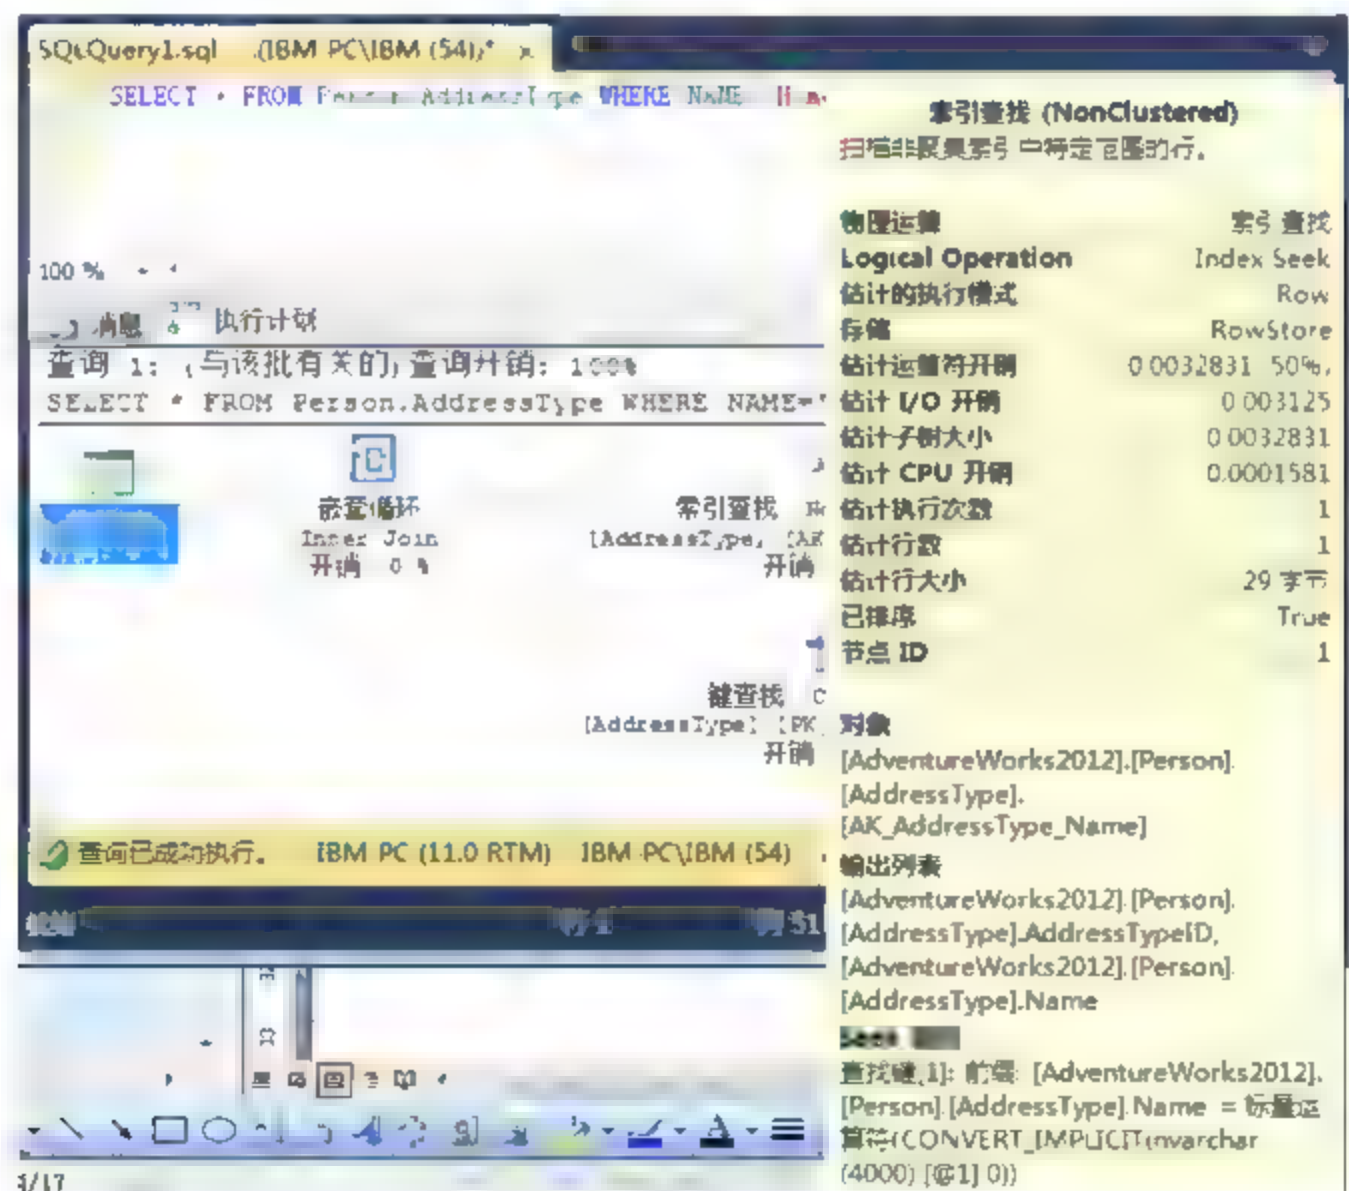 SQLQuery1.sql (IBM-PC\IBM (54))* ×
SELECT * FROM Person.AddressType WHERE NAME
100 %
消息 执行计划
查询 1: (与该批有关的)查询开销: 100%
SELECT * FROM Person.AddressType WHERE NAME='
嵌套循环
Inner Join
开销 0 %
索引查找
[AddressType, [AK
开销
键查找 C
[AddressType] [PK
开销
查询已成功执行。 IBM PC (11.0 RTM) IBM-PC\IBM (54)
索引查找 (NonClustered)
扫描非聚集索引中特定范围的行。
物理运算 索引查找
Logical Operation Index Seek
估计的执行模式 Row
存储 RowStore
估计运算符开销 0.0032831 50%
估计 I/O 开销 0.003125
估计子树大小 0.0032831
估计 CPU 开销 0.0001581
估计执行次数 1
估计行数 1
估计行大小 29 字节
已排序 True
节点 ID 1
对象
[AdventureWorks2012].[Person].
[AddressType].
[AK_AddressType_Name]
输出列表
[AdventureWorks2012].[Person].
[AddressType].AddressTypeID,
[AdventureWorks2012].[Person].
[AddressType].Name
查找键[1]: 前缀: [AdventureWorks2012].
[Person].[AddressType].Name = 标量运
算符(CONVERT_IMPLICIT(nvarchar
(4000),[@1],0))